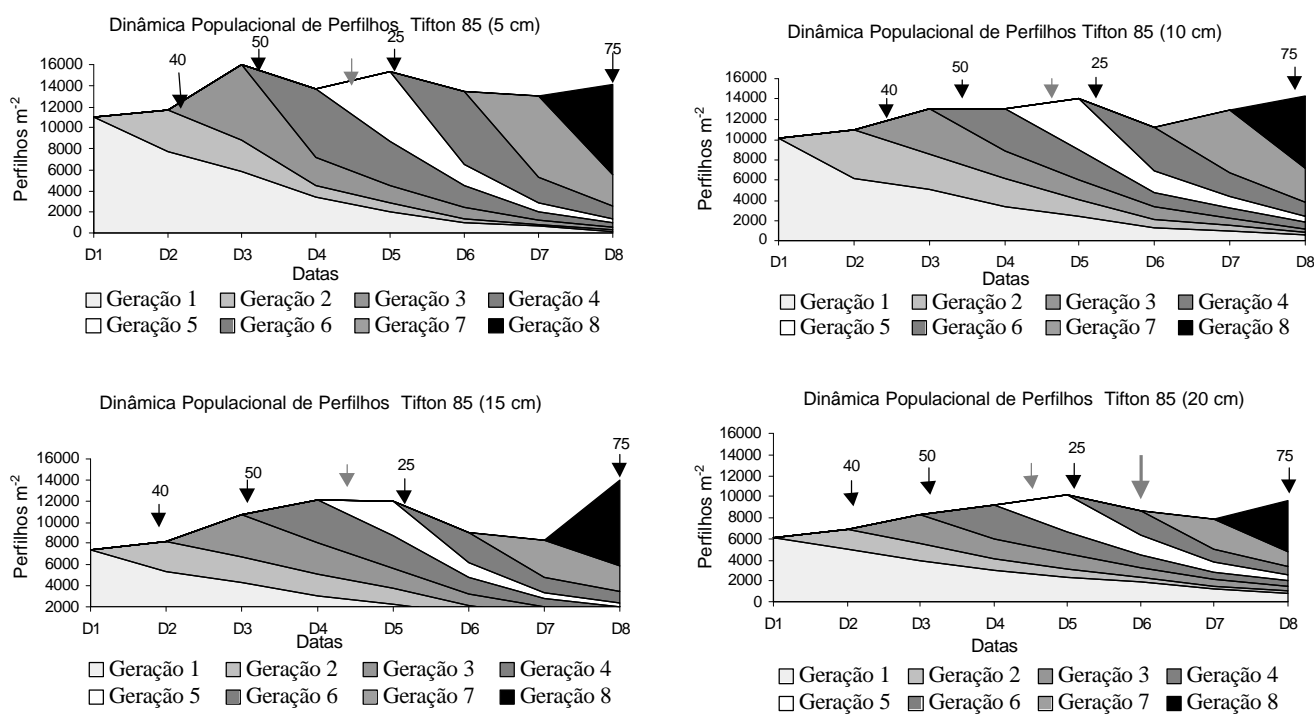 Dinâmica Populacional de Perfilhos Tifton 85 (5 cm)
40
50
25
75
Perfilhos m-2
16000
14000
12000
10000
8000
6000
4000
2000
0
D1 D2 D3 D4 D5 D6 D7 D8
Datas
Geração 1 Geração 2 Geração 3 Geração 4
Geração 5 Geração 6 Geração 7 Geração 8
Dinâmica Populacional de Perfilhos Tifton 85 (10 cm)
40
50
25
75
Perfilhos m-2
16000
14000
12000
10000
8000
6000
4000
2000
0
D1 D2 D3 D4 D5 D6 D7 D8
Datas
Geração 1 Geração 2 Geração 3 Geração 4
Geração 5 Geração 6 Geração 7 Geração 8
Dinâmica Populacional de Perfilhos Tifton 85 (15 cm)
40
50
25
75
Perfilhos m-2
16000
14000
12000
10000
8000
6000
4000
2000
D1 D2 D3 D4 D5 D6 D7 D8
Datas
Geração 1 Geração 2 Geração 3 Geração 4
Geração 5 Geração 6 Geração 7 Geração 8
Dinâmica Populacional de Perfilhos Tifton 85 (20 cm)
40
50
25
75
Perfilhos m-2
16000
14000
12000
10000
8000
6000
4000
2000
0
D1 D2 D3 D4 D5 D6 D7 D8
Datas
Geração 1 Geração 2 Geração 3 Geração 4
Geração 5 Geração 6 Geração 7 Geração 8